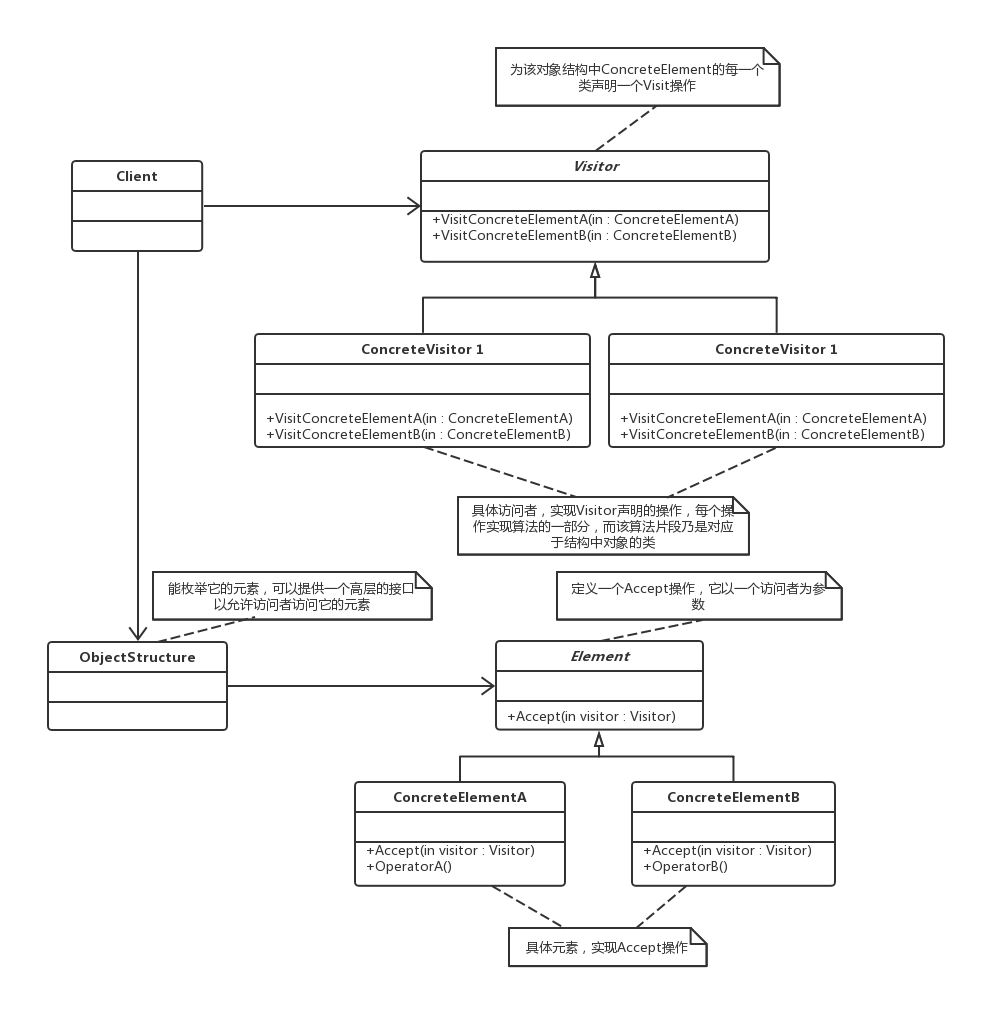 为该对象结构中ConcreteElement的每一个
类声明一个Visit操作
Visitor
+VisitConcreteElementA(in : ConcreteElementA)
+VisitConcreteElementB(in : ConcreteElementB)
Client
ConcreteVisitor 1
+VisitConcreteElementA(in : ConcreteElementA)
+VisitConcreteElementB(in : ConcreteElementB)
ConcreteVisitor 1
+VisitConcreteElementA(in : ConcreteElementA)
+VisitConcreteElementB(in : ConcreteElementB)
具体访问者，实现Visitor声明的操作，每个操
作实现算法的一部分，而该算法片段乃是对应
于结构中对象的类
能枚举它的元素，可以提供一个高层的接口
以允许访问者访问它的元素
定义一个Accept操作，它以一个访问者为参
数
ObjectStructure
Element
+Accept(in visitor : Visitor)
ConcreteElementA
+Accept(in visitor : Visitor)
+OperatorA()
ConcreteElementB
+Accept(in visitor : Visitor)
+OperatorB()
具体元素，实现Accept操作